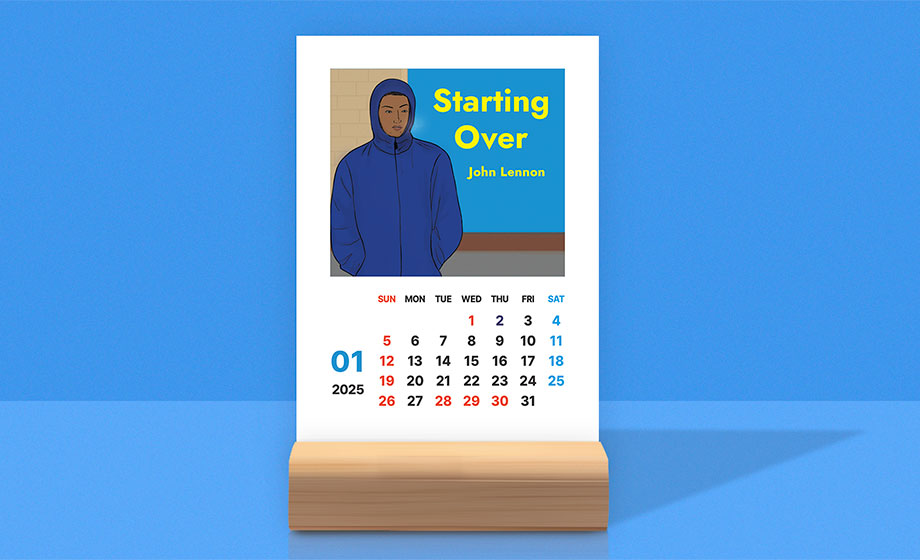 Starting
Over
John Lennon
SUN MON TUE WED THU FRI SAT
1 2 3 4
5 6 7 8 9 10 11
12 13 14 15 16 17 18
19 20 21 22 23 24 25
26 27 28 29 30 31
01
2025